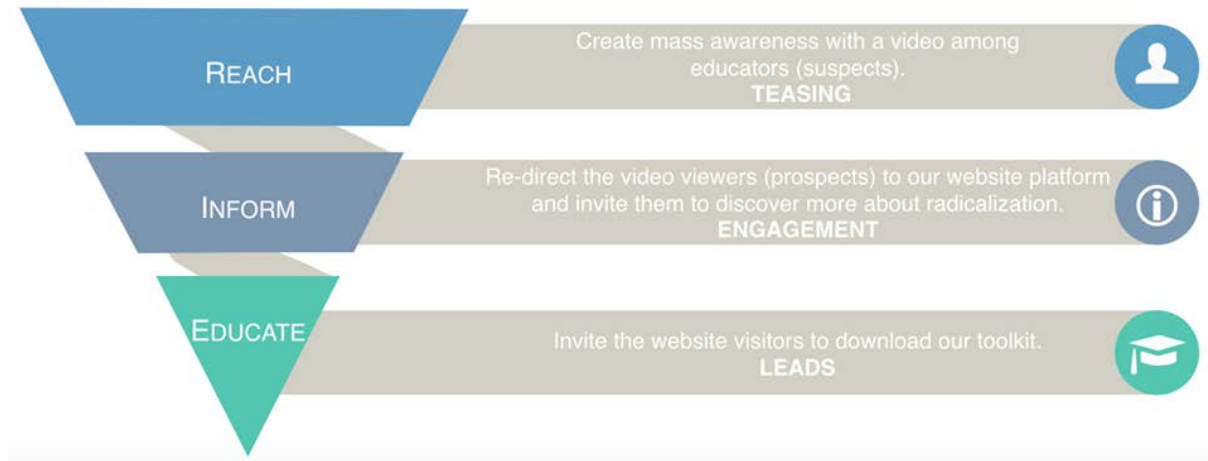 REACH
Create mass awareness with a video among
educators (suspects).
TEASING
INFORM
Re-direct the video viewers (prospects) to our website platform
and invite them to discover more about radicalization.
ENGAGEMENT
EDUCATE
Invite the website visitors to download our toolkit.
LEADS